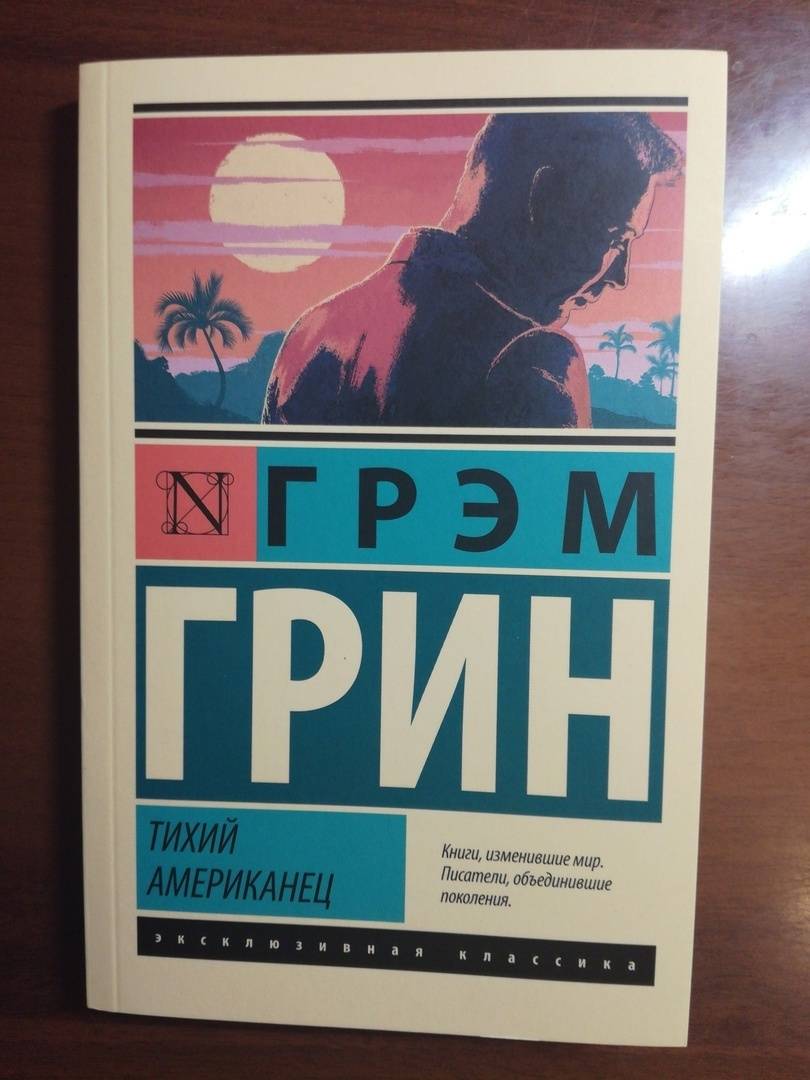 N ГРЭМ
ГРИН
ТИХИЙ
АМЕРИКАНЕЦ
Книги, изменившие мир.
Писатели, объединившие
поколения.
эксклюзивная классика